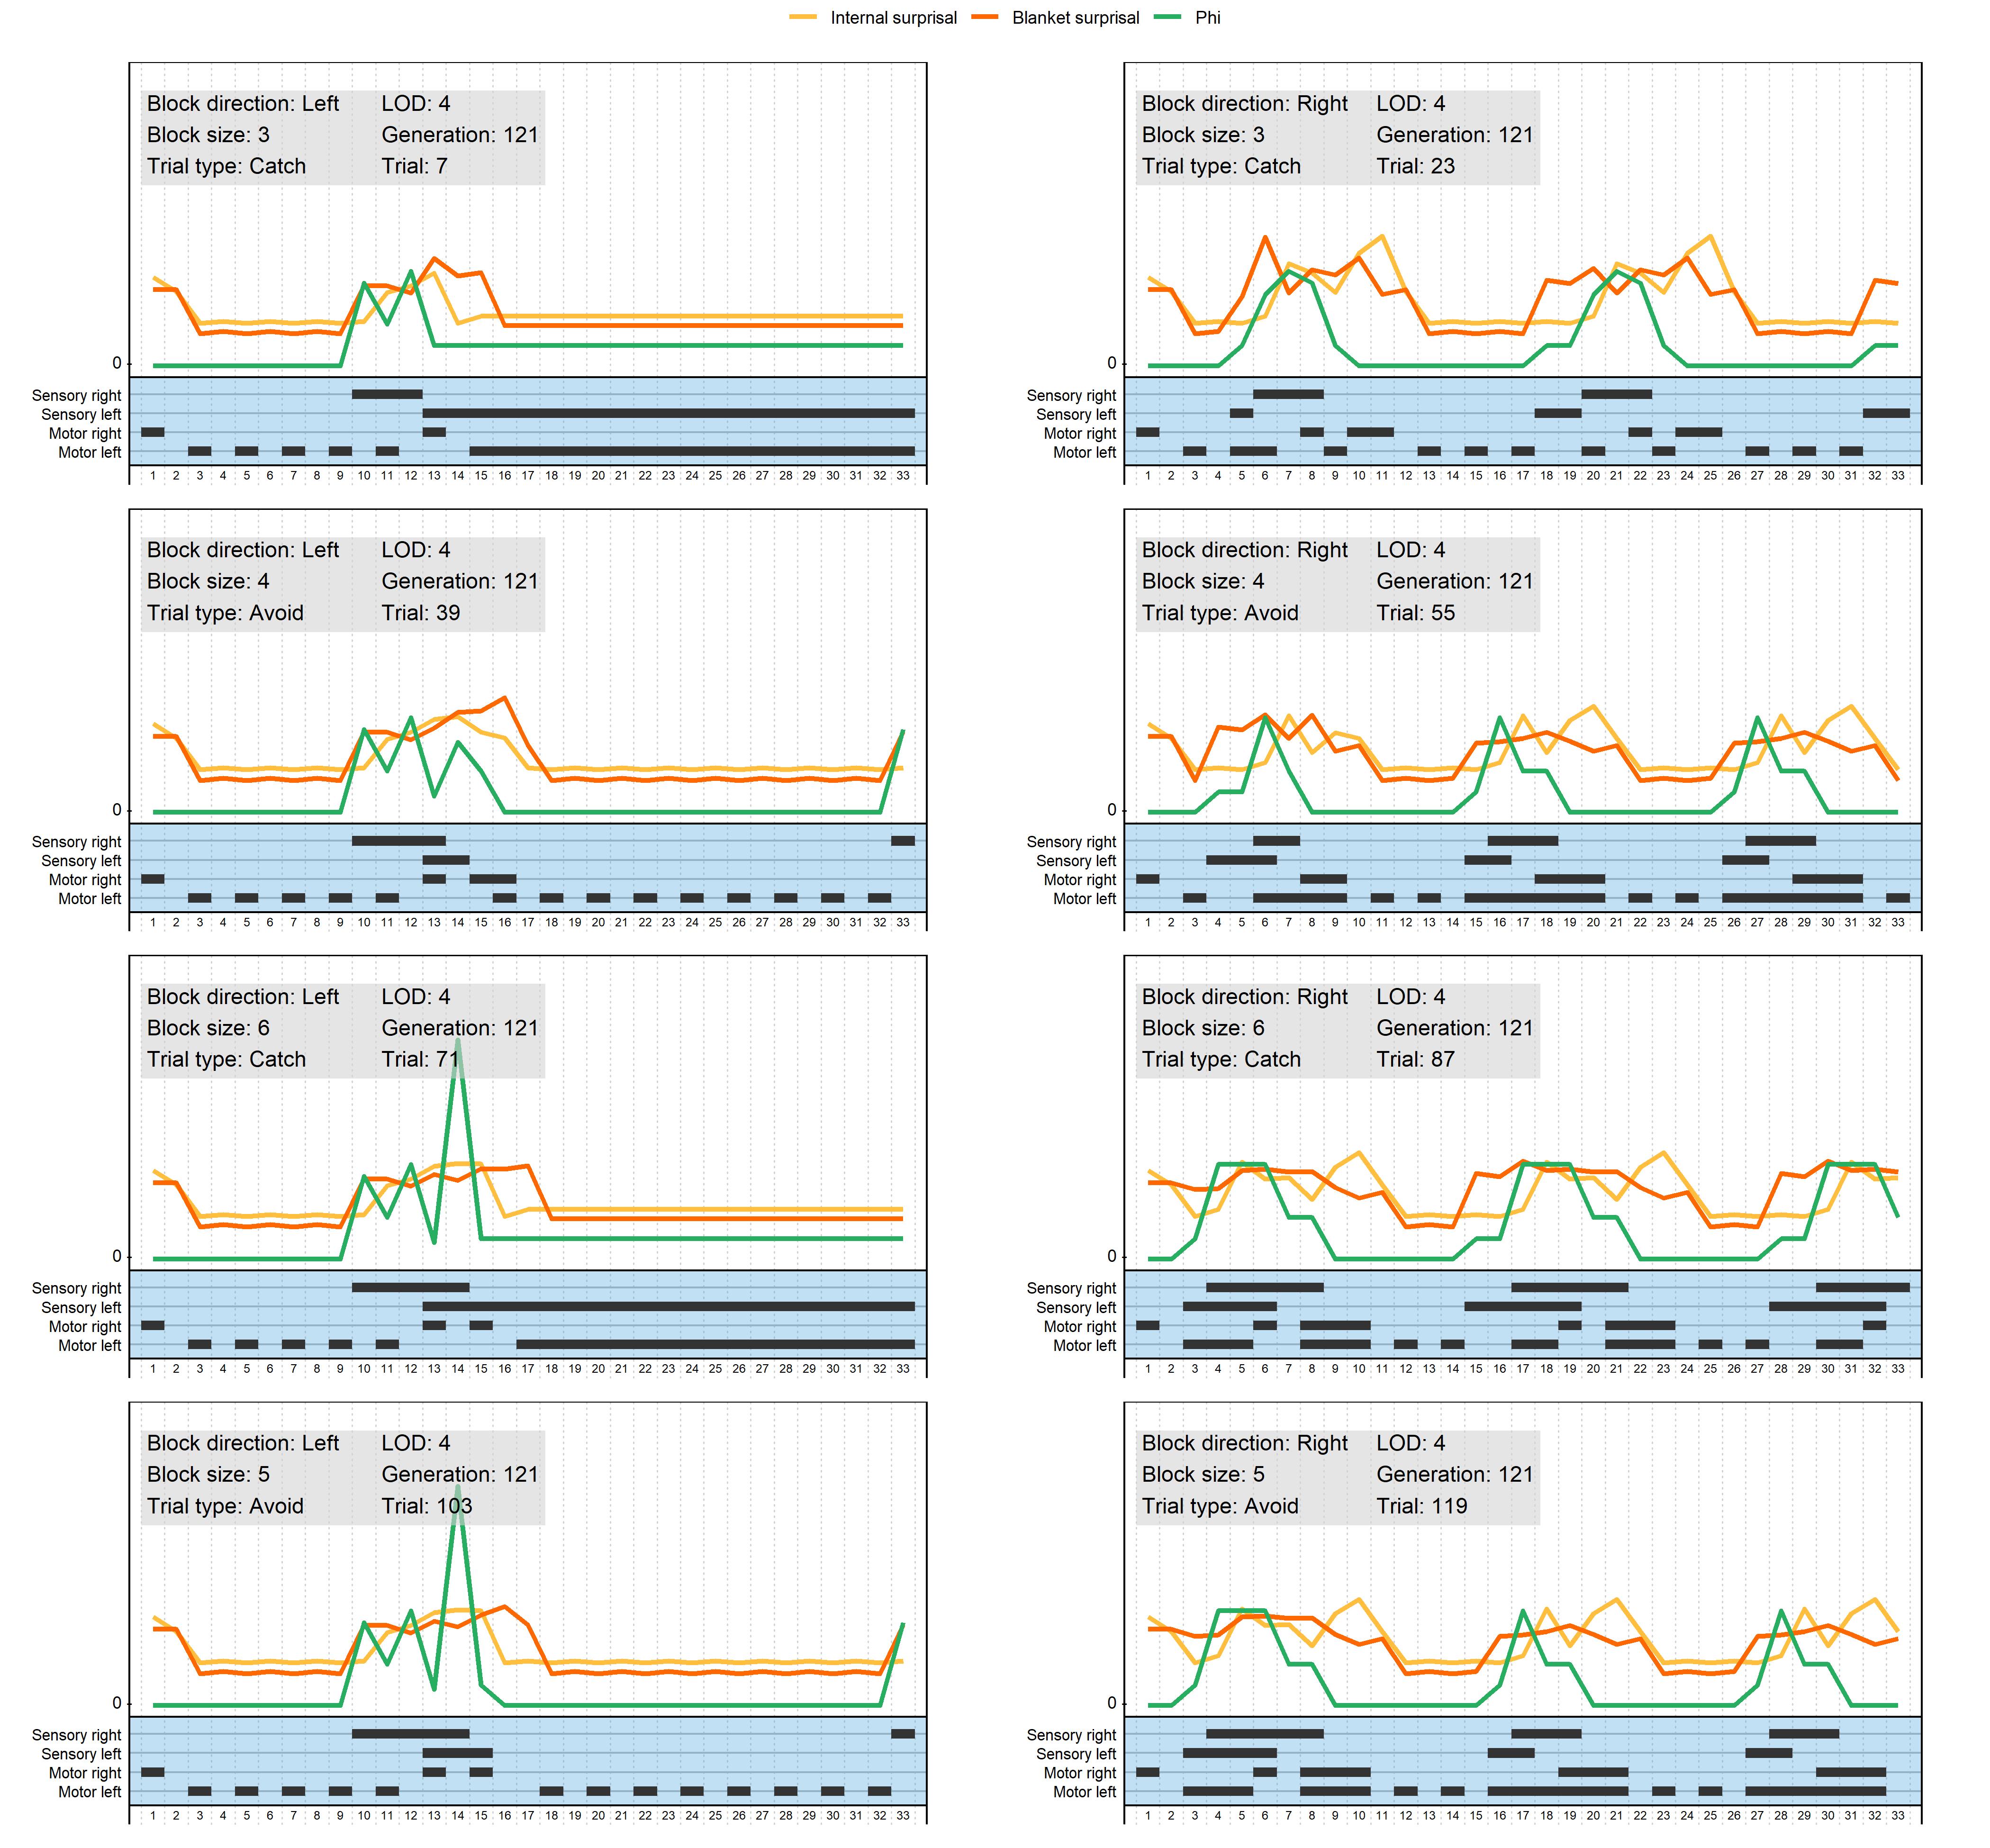 Internal surprisal Blanket surprisal Phi
Block direction: Left LOD: 4
Block size: 3 Generation: 121
Trial type: Catch Trial: 7
0
Sensory right
Sensory left
Motor right
Motor left
1 2 3 4 5 6 7 8 9 10 11 12 13 14 15 16 17 18 19 20 21 22 23 24 25 26 27 28 29 30 31 32 33
Block direction: Right LOD: 4
Block size: 3 Generation: 121
Trial type: Catch Trial: 23
0
Sensory right
Sensory left
Motor right
Motor left
1 2 3 4 5 6 7 8 9 10 11 12 13 14 15 16 17 18 19 20 21 22 23 24 25 26 27 28 29 30 31 32 33
Block direction: Left LOD: 4
Block size: 4 Generation: 121
Trial type: Avoid Trial: 39
0
Sensory right
Sensory left
Motor right
Motor left
1 2 3 4 5 6 7 8 9 10 11 12 13 14 15 16 17 18 19 20 21 22 23 24 25 26 27 28 29 30 31 32 33
Block direction: Right LOD: 4
Block size: 4 Generation: 121
Trial type: Avoid Trial: 55
0
Sensory right
Sensory left
Motor right
Motor left
1 2 3 4 5 6 7 8 9 10 11 12 13 14 15 16 17 18 19 20 21 22 23 24 25 26 27 28 29 30 31 32 33
Block direction: Left LOD: 4
Block size: 6 Generation: 121
Trial type: Catch Trial: 71
0
Sensory right
Sensory left
Motor right
Motor left
1 2 3 4 5 6 7 8 9 10 11 12 13 14 15 16 17 18 19 20 21 22 23 24 25 26 27 28 29 30 31 32 33
Block direction: Right LOD: 4
Block size: 6 Generation: 121
Trial type: Catch Trial: 87
0
Sensory right
Sensory left
Motor right
Motor left
1 2 3 4 5 6 7 8 9 10 11 12 13 14 15 16 17 18 19 20 21 22 23 24 25 26 27 28 29 30 31 32 33
Block direction: Left LOD: 4
Block size: 5 Generation: 121
Trial type: Avoid Trial: 103
0
Sensory right
Sensory left
Motor right
Motor left
1 2 3 4 5 6 7 8 9 10 11 12 13 14 15 16 17 18 19 20 21 22 23 24 25 26 27 28 29 30 31 32 33
Block direction: Right LOD: 4
Block size: 5 Generation: 121
Trial type: Avoid Trial: 119
0
Sensory right
Sensory left
Motor right
Motor left
1 2 3 4 5 6 7 8 9 10 11 12 13 14 15 16 17 18 19 20 21 22 23 24 25 26 27 28 29 30 31 32 33